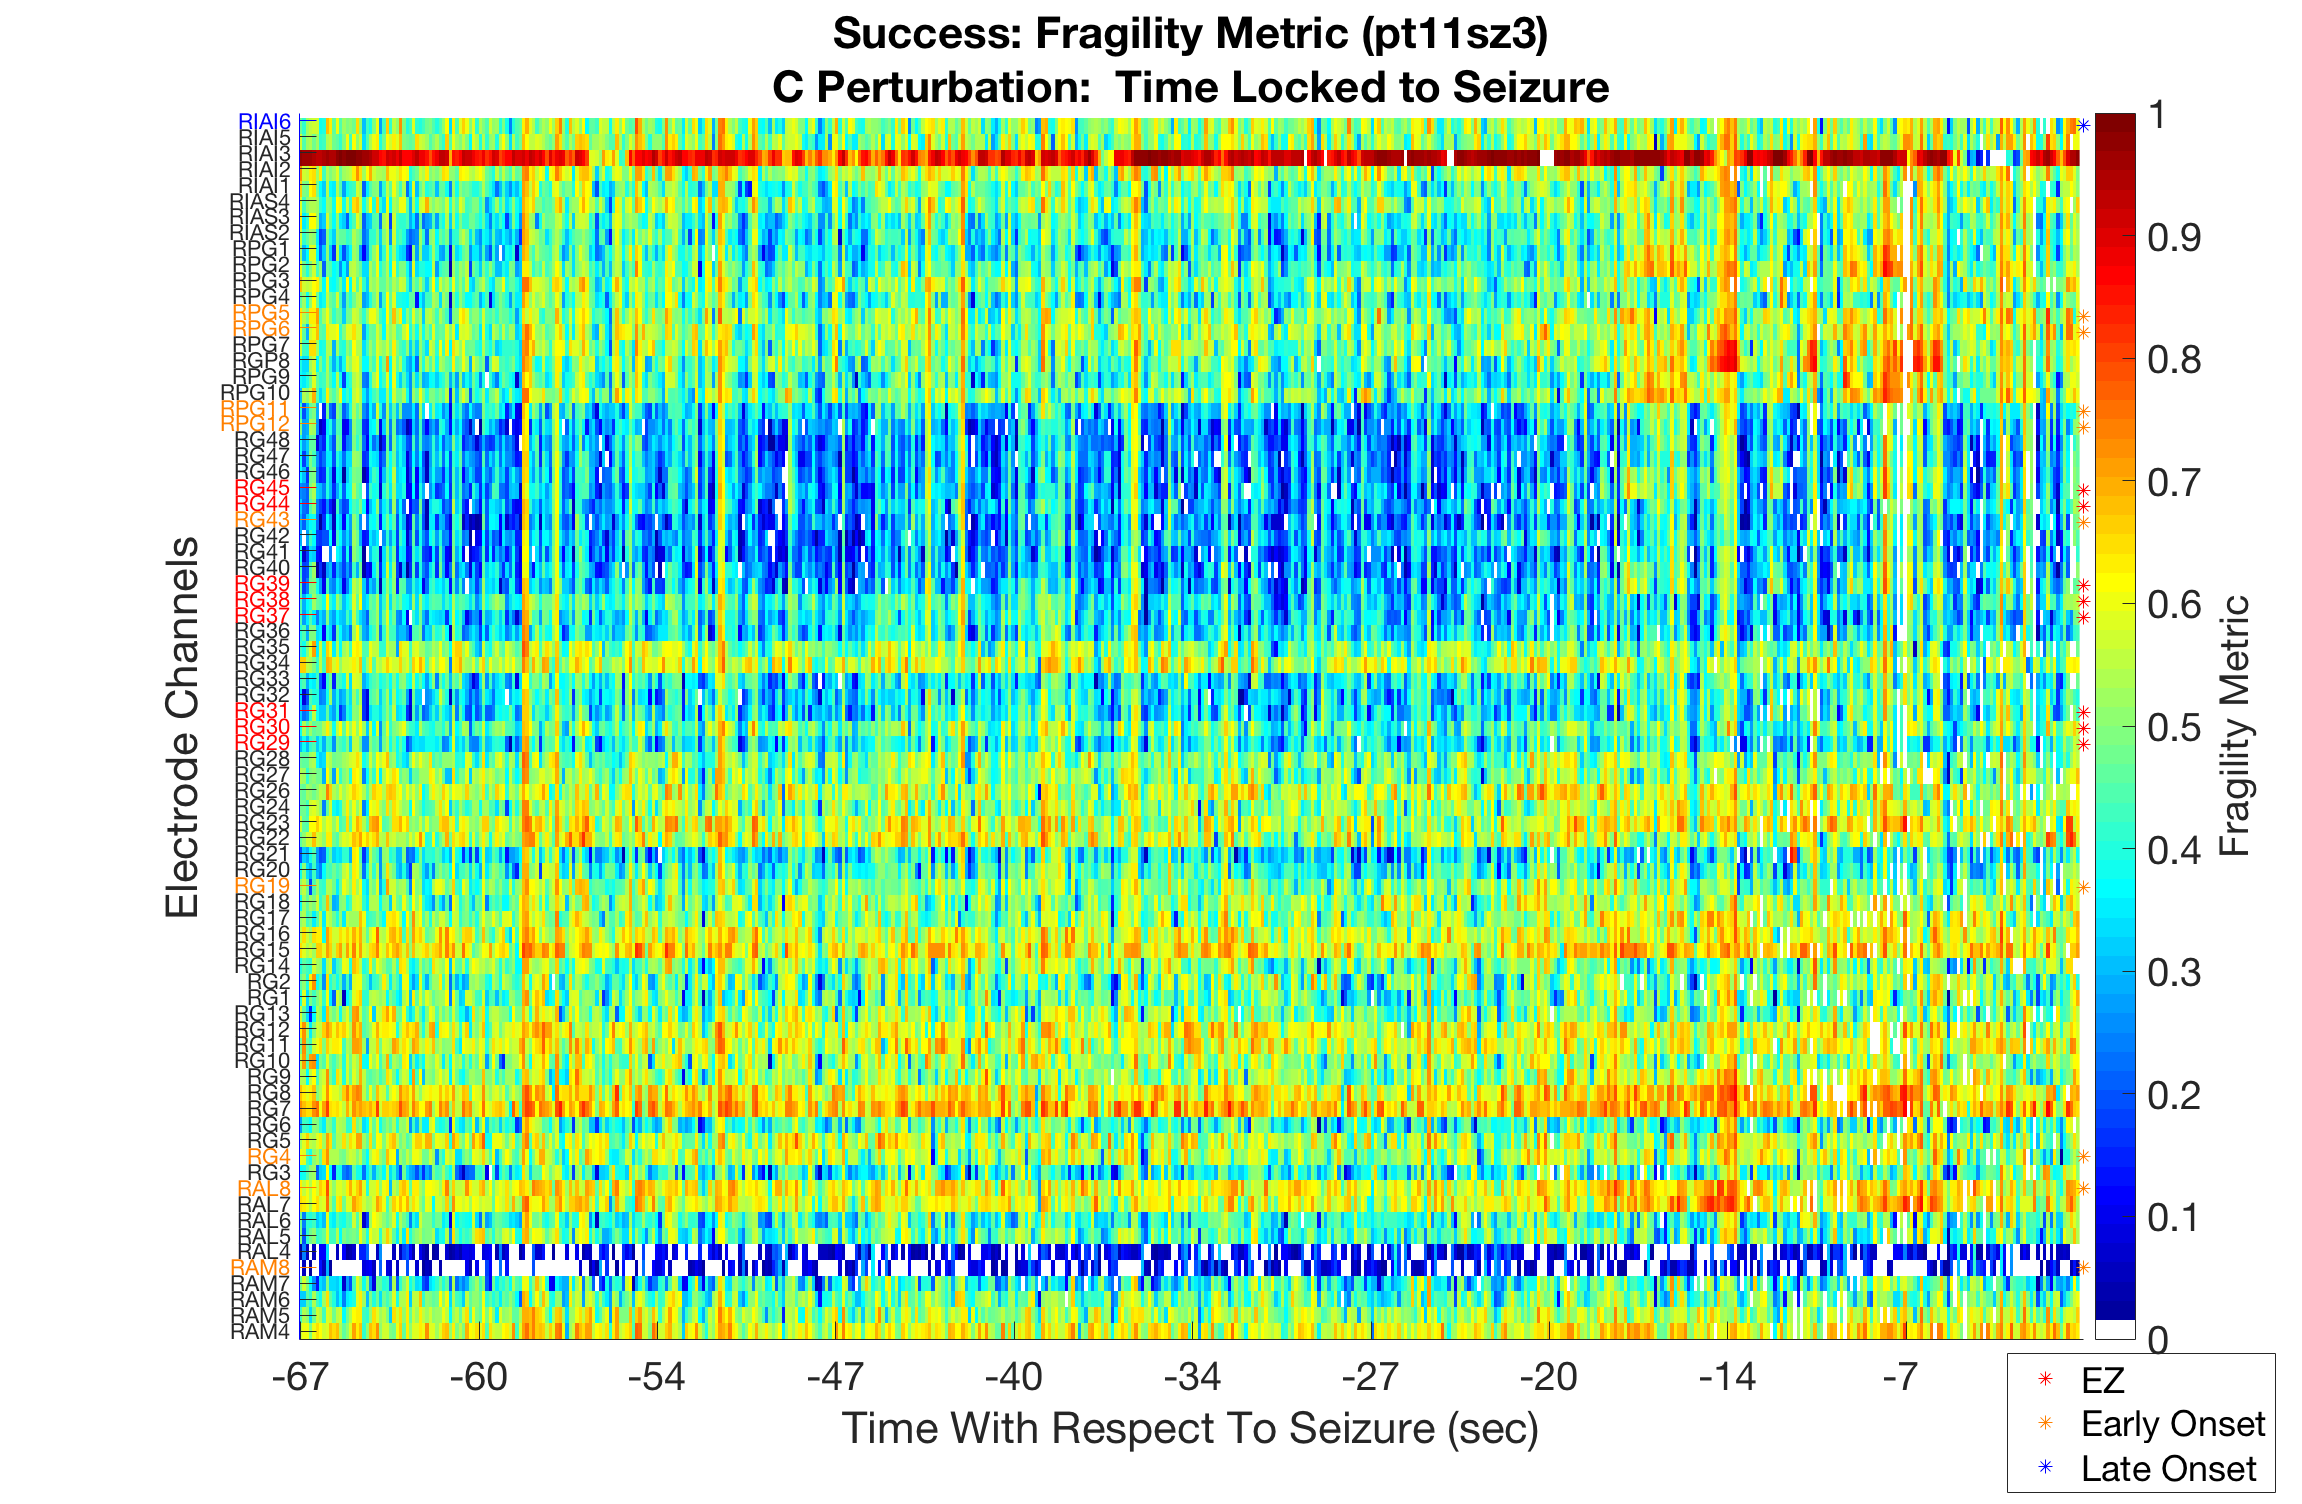 Success: Fragility Metric (pt11sz3)
C Perturbation:  Time Locked to Seizure
Electrode Channels
RIAI6
RIAI5
RIAI3
RIAI2
RIAI1
RIAS4
RIAS3
RIAS2
RPG1
RPG2
RPG3
RPG4
RPG5
RPG6
RPG7
RGP8
RPG9
RPG10
RPG11
RPG12
RG48
RG47
RG46
RG45
RG44
RG43
RG42
RG41
RG40
RG39
RG38
RG37
RG36
RG35
RG34
RG33
RG32
RG31
RG30
RG29
RG28
RG27
RG26
RG24
RG23
RG22
RG21
RG20
RG19
RG18
RG17
RG16
RG15
RG14
RG2
RG1
RG13
RG12
RG11
RG10
RG9
RG8
RG7
RG6
RG5
RG4
RG3
RAL8
RAL7
RAL6
RAL5
RAL4
RAM8
RAM7
RAM6
RAM5
RAM4
-67 -60 -54 -47 -40 -34 -27 -20 -14 -7
Time With Respect To Seizure (sec)
1
0.9
0.8
0.7
0.6
0.5
0.4
0.3
0.2
0.1
0
Fragility Metric
EZ
Early Onset
Late Onset